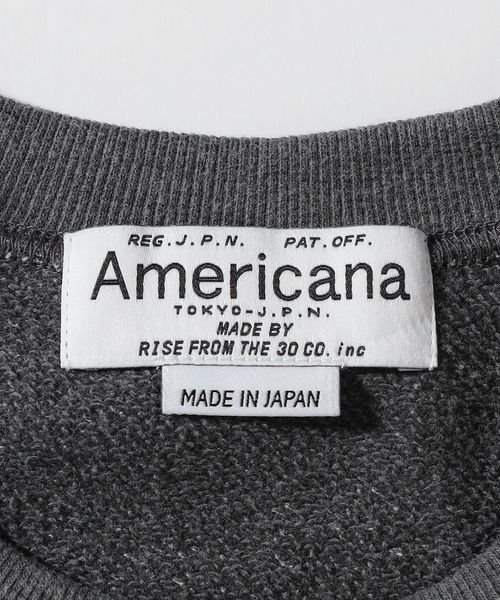 REG. J.P.N. PAT. OFF.
Americana
TOKYO-J.P.N.
MADE BY
RISE FROM THE 30 CO. inc
MADE IN JAPAN